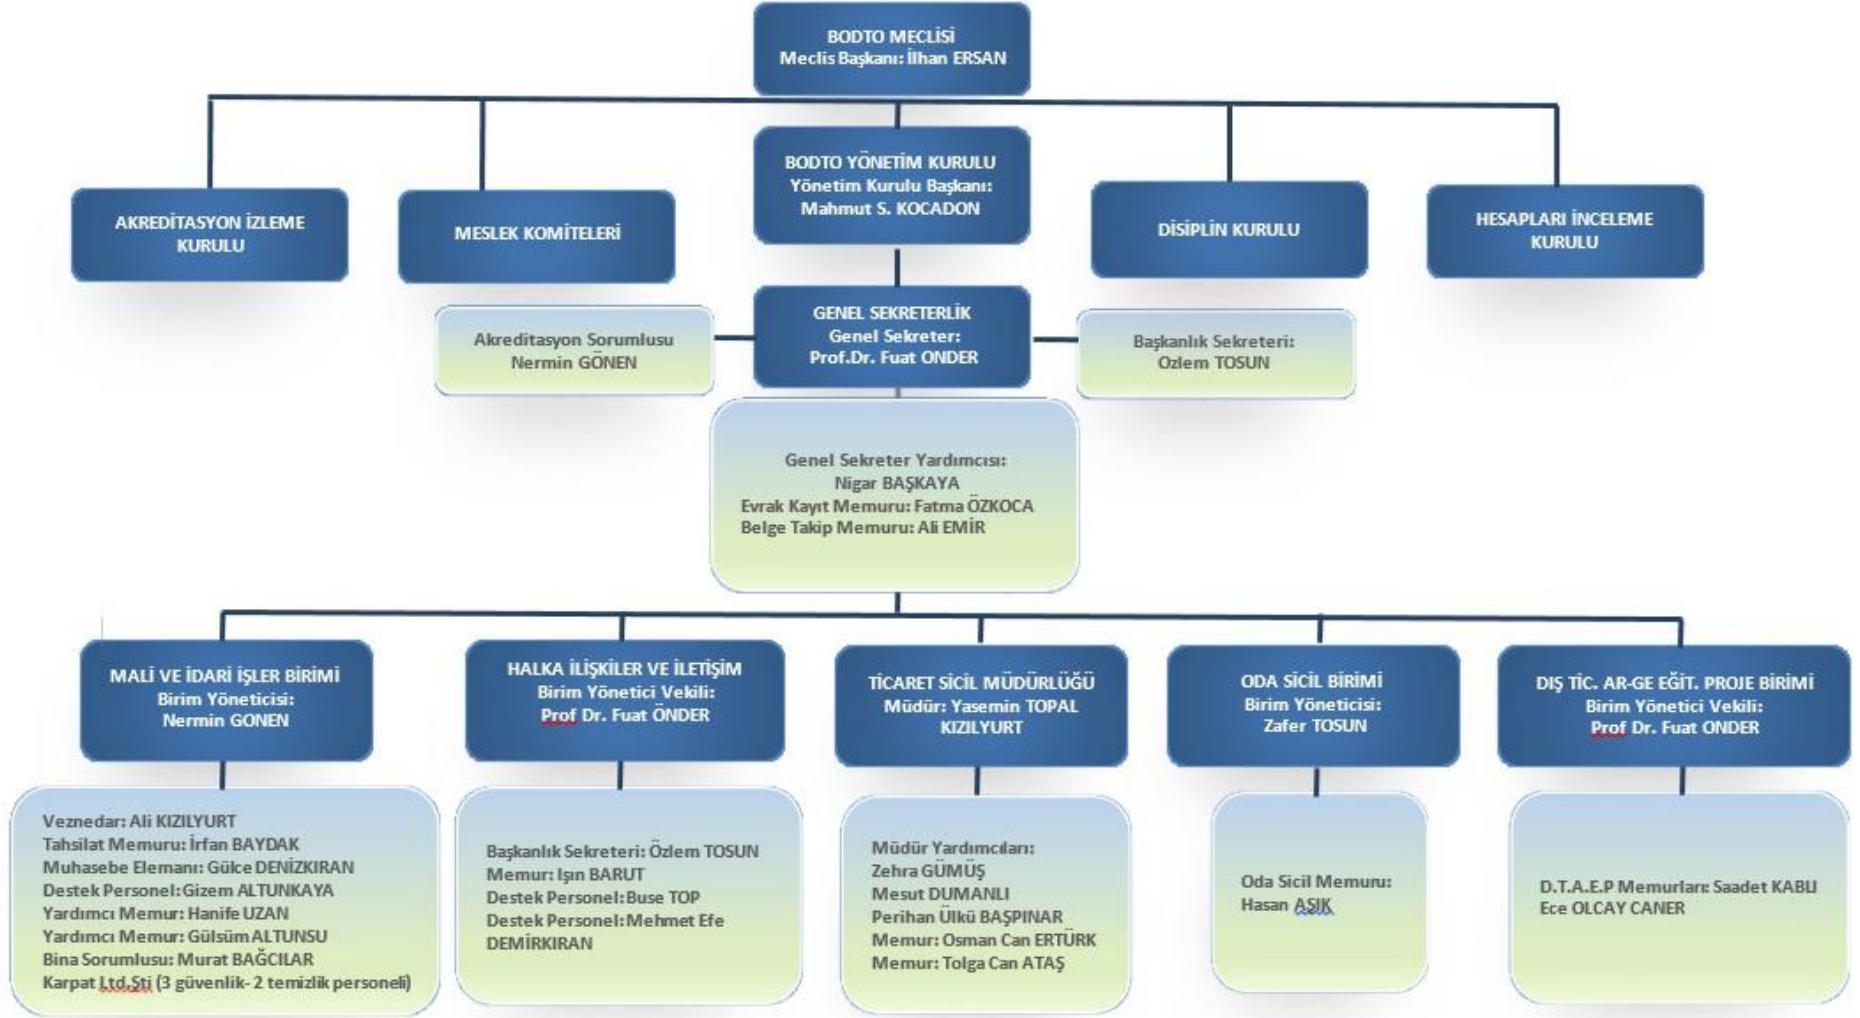 BODTO MECLİSİ
Meclis Başkanı: İlhan ERSAN
BODTO YÖNETİM KURULU
Yönetim Kurulu Başkanı:
Mahmut S. KOCADON
AKREDİTASYON İZLEME
KURULU
MESLEK KOMİTELERİ
DİSİPLİN KURULU
HESAPLARI İNCELEME
KURULU
Akreditasyon Sorumlusu
Nermin GÖNEN
GENEL SEKRETERLİK
Genel Sekreter:
Prof.Dr. Fuat ONDER
Başkanlık Sekreteri:
Ozlem TOSUN
Genel Sekreter Yardımcısı:
Nigar BAŞKAYA
Evrak Kayıt Memuru: Fatma ÖZKOCA
Belge Takip Memuru: Ali EMİR
MALİ VE İDARİ İŞLER BİRİMİ
Birim Yöneticisi:
Nermin GONEN
HALKA İLİŞKİLER VE İLETİŞİM
Birim Yönetici Vekili:
Prof Dr. Fuat ÖNDER
TİCARET SİCİL MÜDÜRLÜĞÜ
Müdür: Yasemin TOPAL
KIZILYURT
ODA SİCİL BİRİMİ
Birim Yöneticisi:
Zafer TOSUN
DIŞ TİC. AR-GE EĞİT. PROJE BİRİMİ
Birim Yönetici Vekili:
Prof Dr. Fuat ONDER
Veznedar: Ali KIZILYURT
Tahsilat Memuru: İrfan BAYDAK
Muhasebe Elemanı: Gülce DENİZKIRAN
Destek Personel:Gizem ALTUNKAYA
Yardımcı Memur: Hanife UZAN
Yardımcı Memur: Gülsüm ALTUNSU
Bina Sorumlusu: Murat BAĞCILAR
Karpat Ltd.Şti (3 güvenlik- 2 temizlik personeli)
Başkanlık Sekreteri: Özlem TOSUN
Memur: Işın BARUT
Destek Personel:Buse TOP
Destek Personel:Mehmet Efe
DEMİRKIRAN
Müdür Yardımcıları:
Zehra GÜMÜŞ
Mesut DUMANLI
Perihan Ülkü BAŞPINAR
Memur: Osman Can ERTÜRK
Memur: Tolga Can ATAŞ
Oda Sicil Memuru:
Hasan AŞIK
D.T.A.E.P Memurları: Saadet KABLI
Ece OLCAY CANER